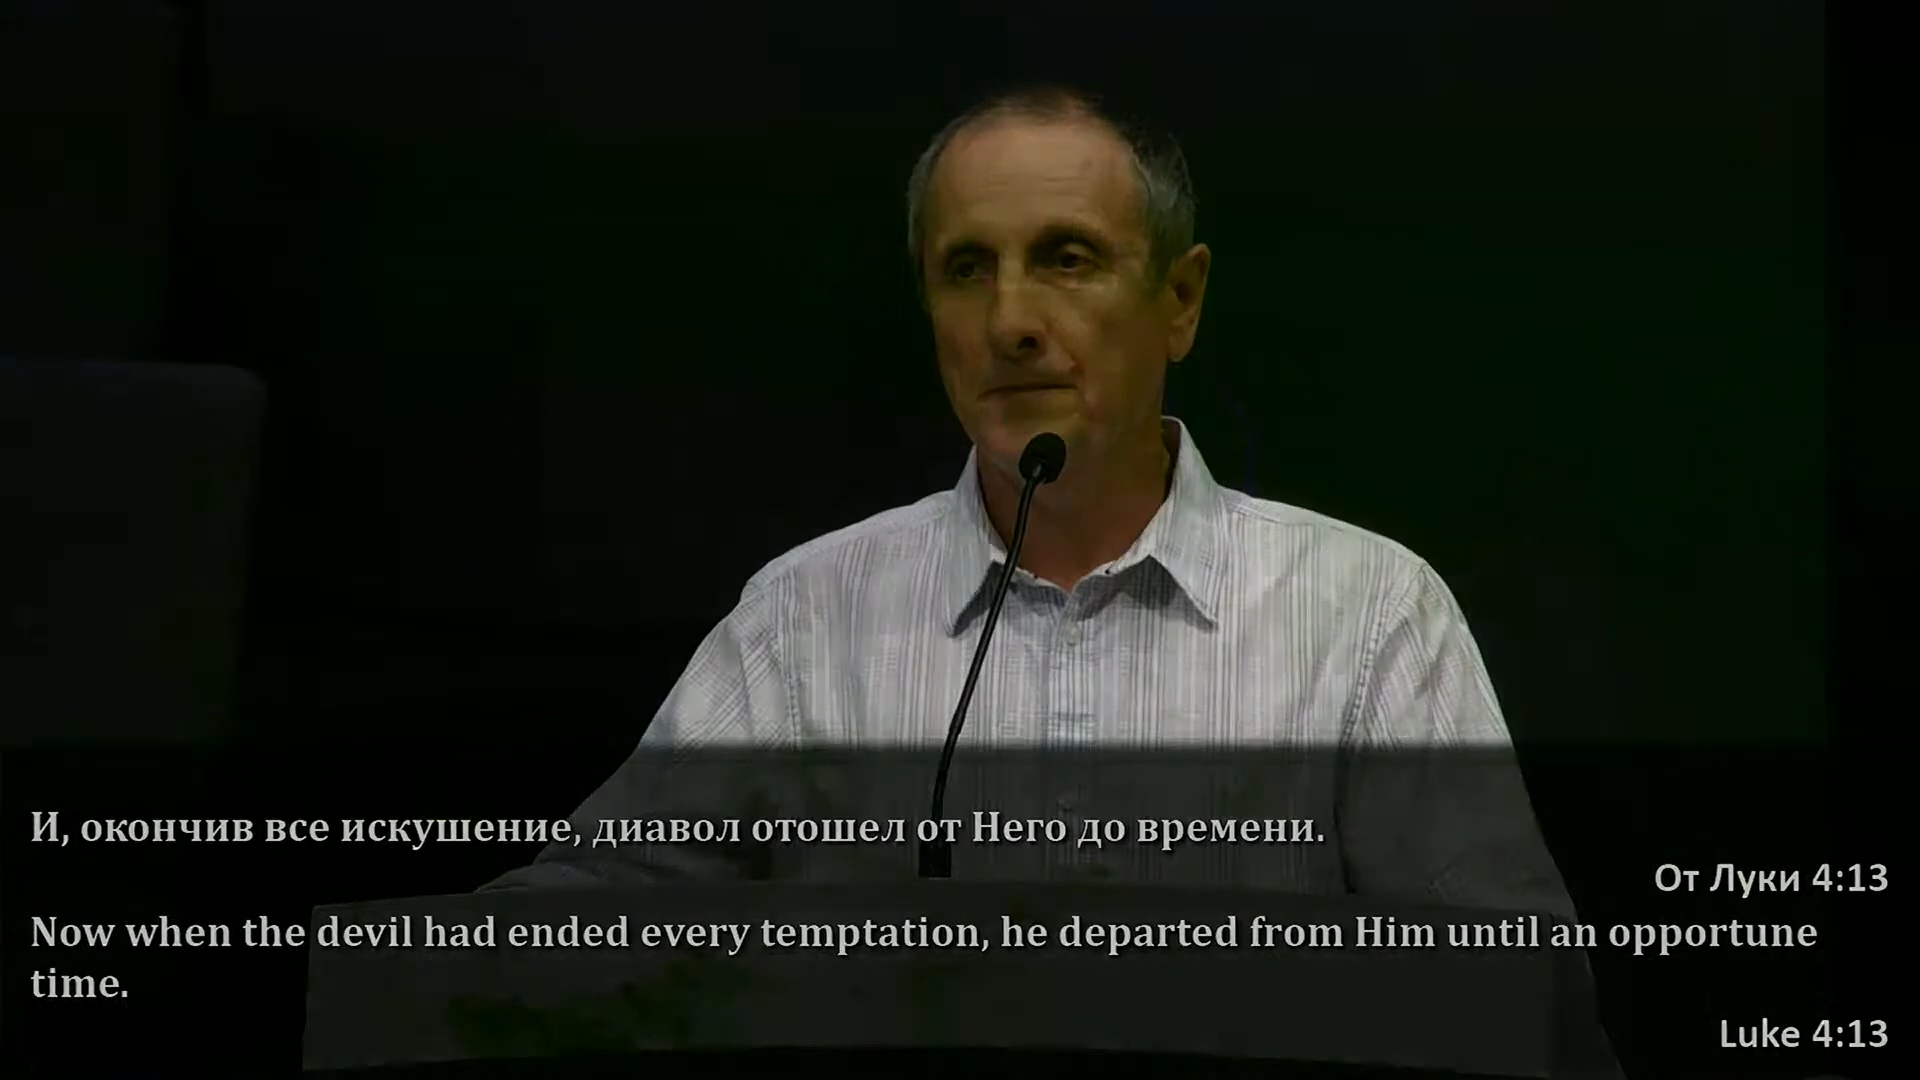 И, окончив все искушение, диавол отошел от Него до времени.
От Луки 4:13
Now when the devil had ended every temptation, he departed from Him until an opportune
time.
Luke 4:13